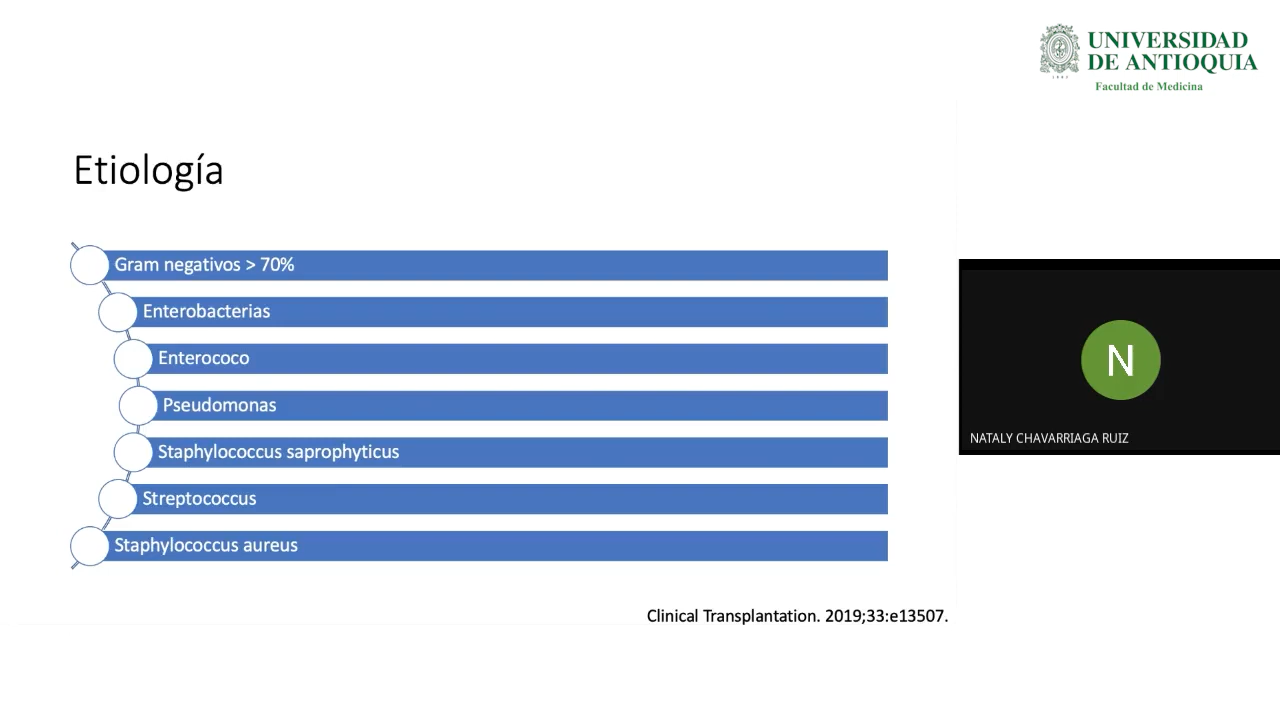 UNIVERSIDAD
DE ANTIOQUIA
Facultad de Medicina
Etiología
Gram negativos > 70%
Enterobacterias
Enterococo
Pseudomonas
Staphylococcus saprophyticus
Streptococcus
Staphylococcus aureus
Clinical Transplantation. 2019;33:e13507.
N
NATALY CHAVARRIAGA RUIZ